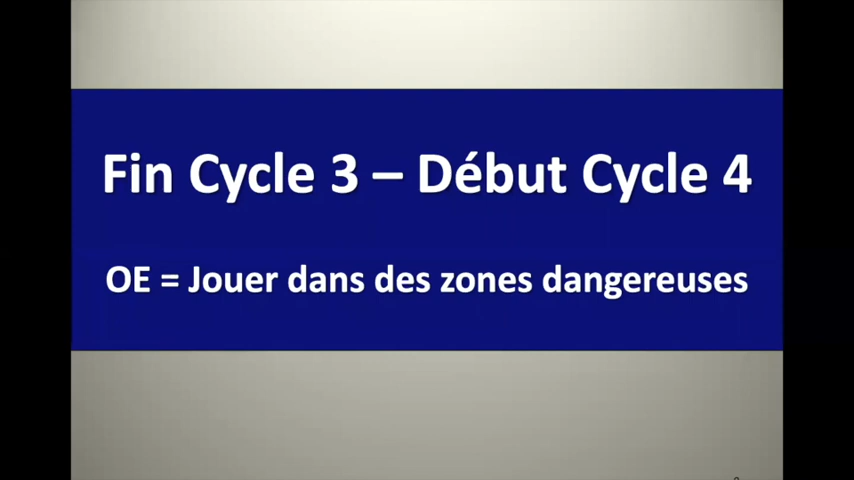 Fin Cycle 3 – Début Cycle 4
OE = Jouer dans des zones dangereuses